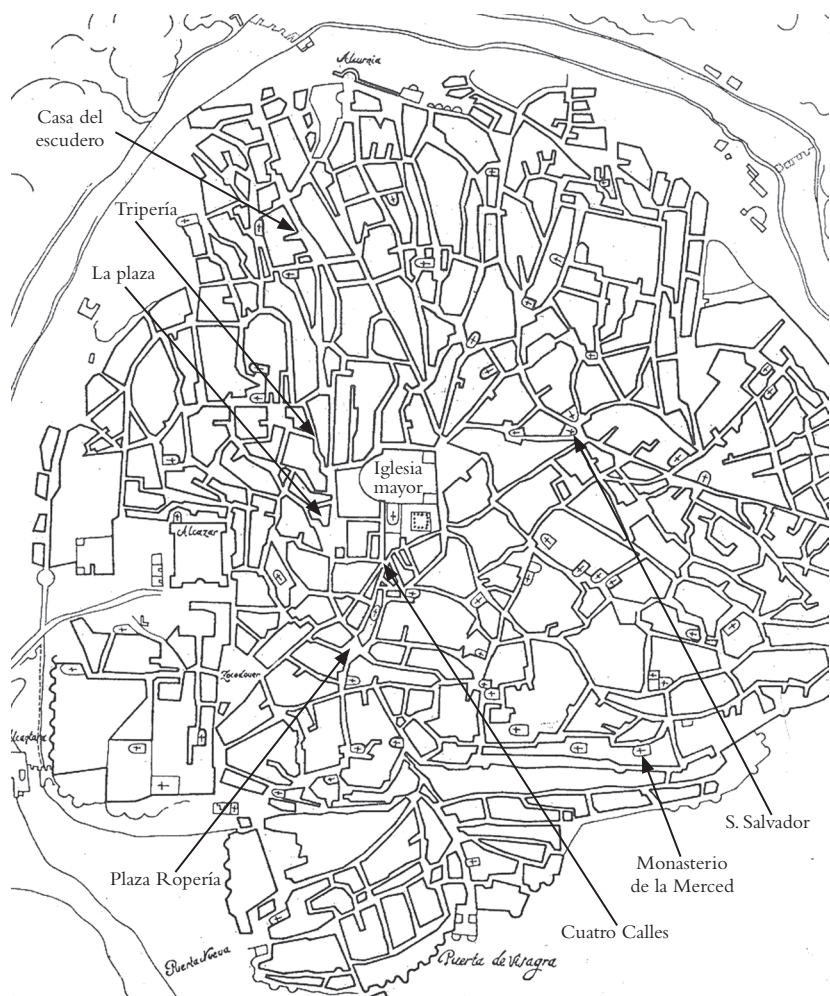 Alcurnia
Casa del
escudero
Tripería
La plaza
Iglesia
mayor
Alcazar
Zocodover
S. Salvador
Monasterio
de la Merced
Plaza Ropería
Cuatro Calles
Puerta Nueva
Puerta de Visagra